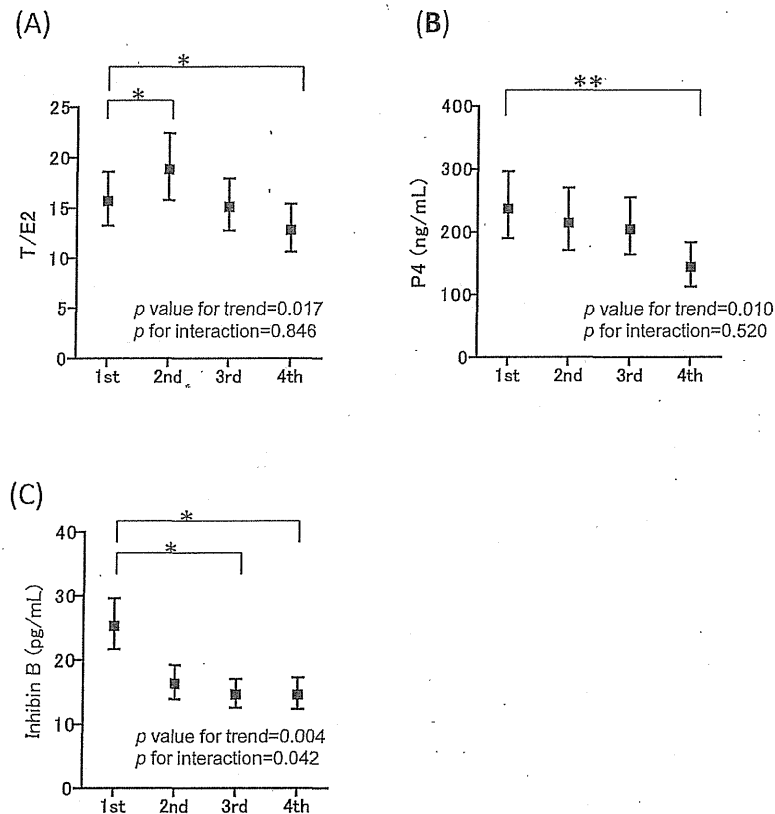 (A)
*
*
25
20
15
10
5
0
T/E2
p value for trend=0.017
p for interaction=0.846
1st 2nd 3rd 4th
(B)
**
400
300
200
100
0
P4 (ng/mL)
p value for trend=0.010
p for interaction=0.520
1st 2nd 3rd 4th
(C)
*
*
40
30
20
10
0
Inhibin B (pg/mL)
p value for trend=0.004
p for interaction=0.042
1st 2nd 3rd 4th